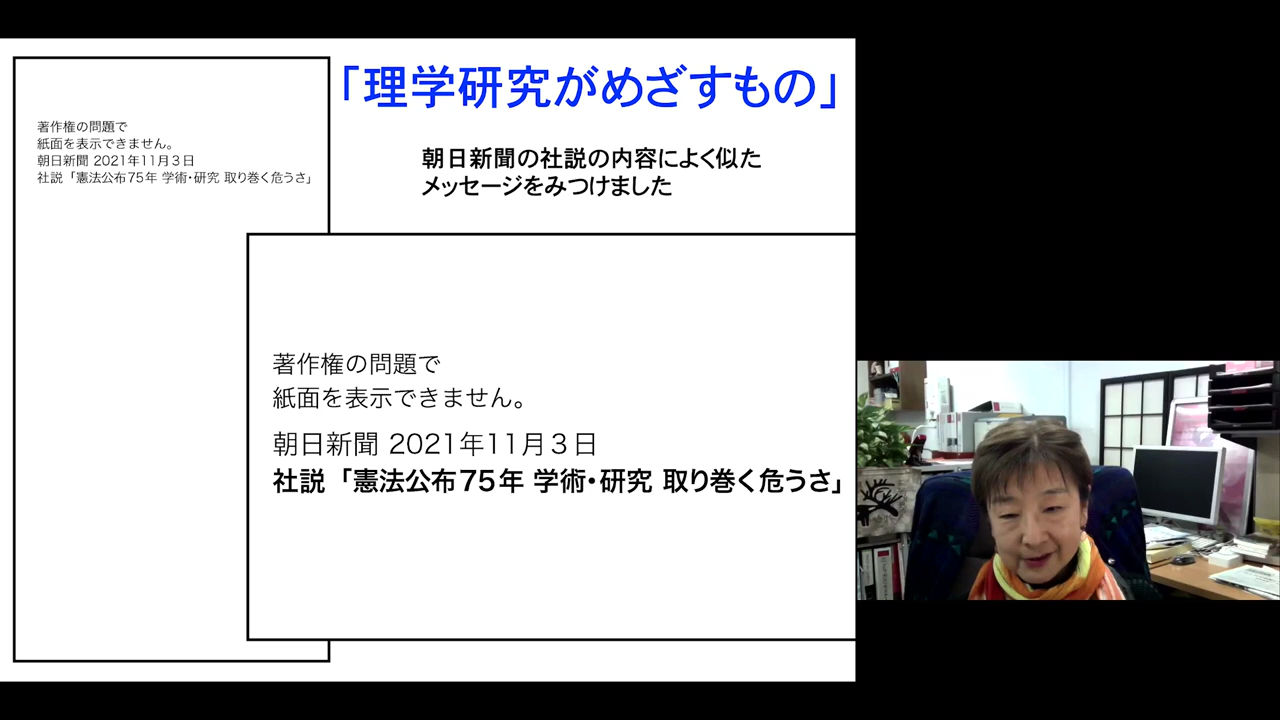 「理学研究がめざすもの」
著作権の問題で
紙面を表示できません。
朝日新聞 2021年11月3日
社説「憲法公布75年 学術・研究 取り巻く危うさ」
朝日新聞の社説の内容によく似た
メッセージをみつけました
著作権の問題で
紙面を表示できません。
朝日新聞 2021年11月3日
社説「憲法公布75年 学術・研究 取り巻く危うさ」